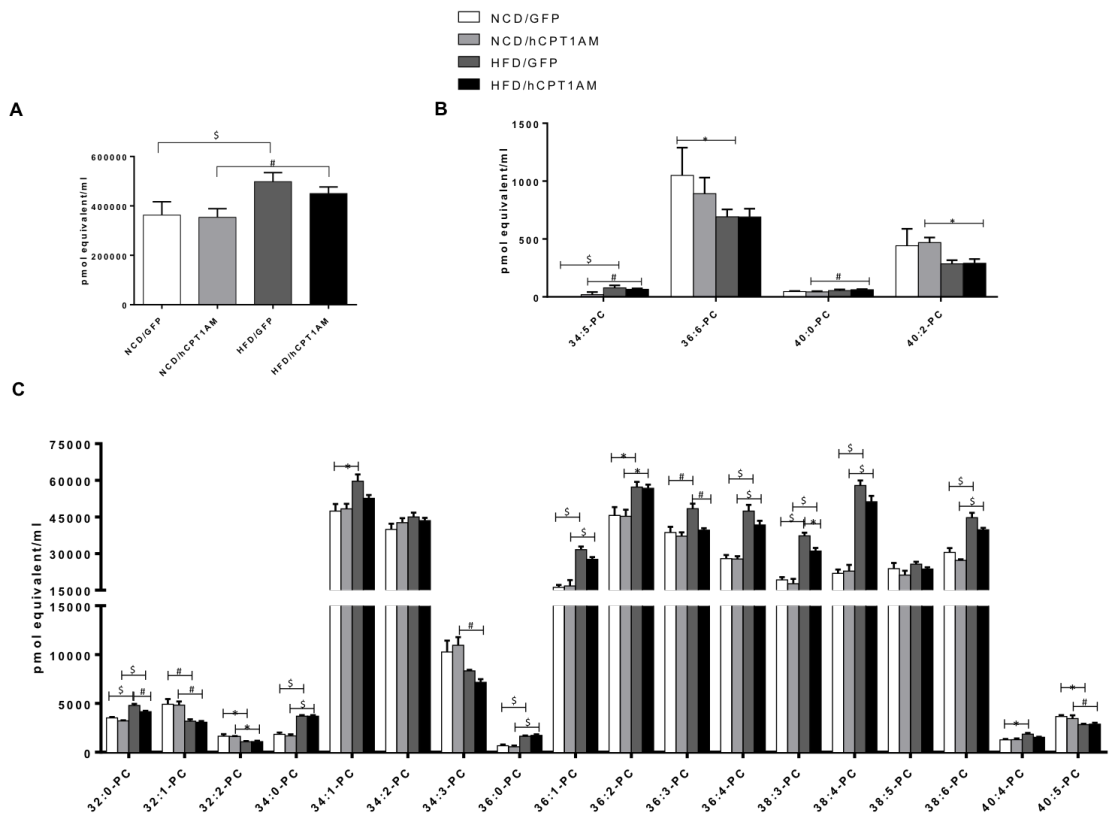 NCD/GFP
NCD/hCPT1AM
HFD/GFP
HFD/hCPT1AM
A
$
#
600000
400000
200000
0
pmol equivalent/ml
NCD/GFP
NCD/hCPT1AM
HFD/GFP
HFD/hCPT1AM
B
1500
1000
500
0
pmol equivalent/ml
$
#
*
#
*
34:5-PC
36:6-PC
40:0-PC
40:2-PC
C
75000
60000
45000
30000
15000
15000
10000
5000
0
pmol equivalent/ml
$ $ #
# #
* *
$ $
*
#
$ $
$ $
* *
# #
$ $
$ $ *
$ $
$ $
*
* #
32:0-PC
32:1-PC
32:2-PC
34:0-PC
34:1-PC
34:2-PC
34:3-PC
36:0-PC
36:1-PC
36:2-PC
36:3-PC
36:4-PC
38:3-PC
38:4-PC
38:5-PC
38:6-PC
40:4-PC
40:5-PC